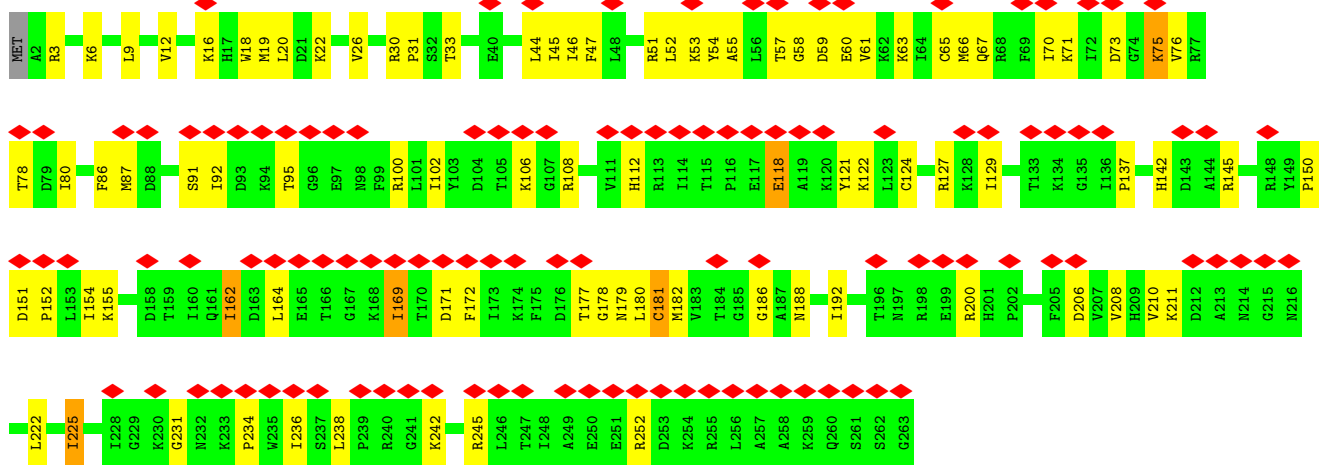 MET A2 R3 K6 L9 V12 K16 H17 W18 M19 L20 D21 K22 V26 R30 P31 S32 T33 E40 L44 I45 I46 F47 L48 R51 L52 K53 Y54 A55 L56 T57 G58 D59 E60 V61 K62 K63 I64 C65 M66 Q67 R68 F69 I70 K71 I72 D73 G74 K75 V76 R77
T78 D79 I80 F86 M87 D88 S91 I92 D93 K94 T95 G96 E97 N98 F99 R100 L101 I102 Y103 D104 T105 K106 G107 R108 V111 H112 R113 I114 T115 P116 E117 E118 A119 K120 Y121 K122 L123 C124 R127 K128 I129 T133 K134 G135 I136 P137 H142 D143 A144 R145 R148 Y149 P150
D151 P152 L153 I154 K155 D158 T159 I160 Q161 I162 D163 L164 E165 T166 G167 K168 I169 T170 D171 F172 I173 K174 F175 D176 T177 G178 N179 L180 C181 M182 V183 T184 G185 G186 A187 N188 I192 T196 N197 R198 E199 R200 H201 P202 F205 D206 V207 V208 H209 V210 K211 D212 A213 N214 G215 N216
L222 I225 I228 G229 K230 G231 N232 K233 P234 W235 I236 S237 L238 P239 R240 G241 K242 R245 L246 T247 I248 A249 E250 E251 R252 D253 K254 R255 L256 A257 A258 K259 Q260 S261 S262 G263